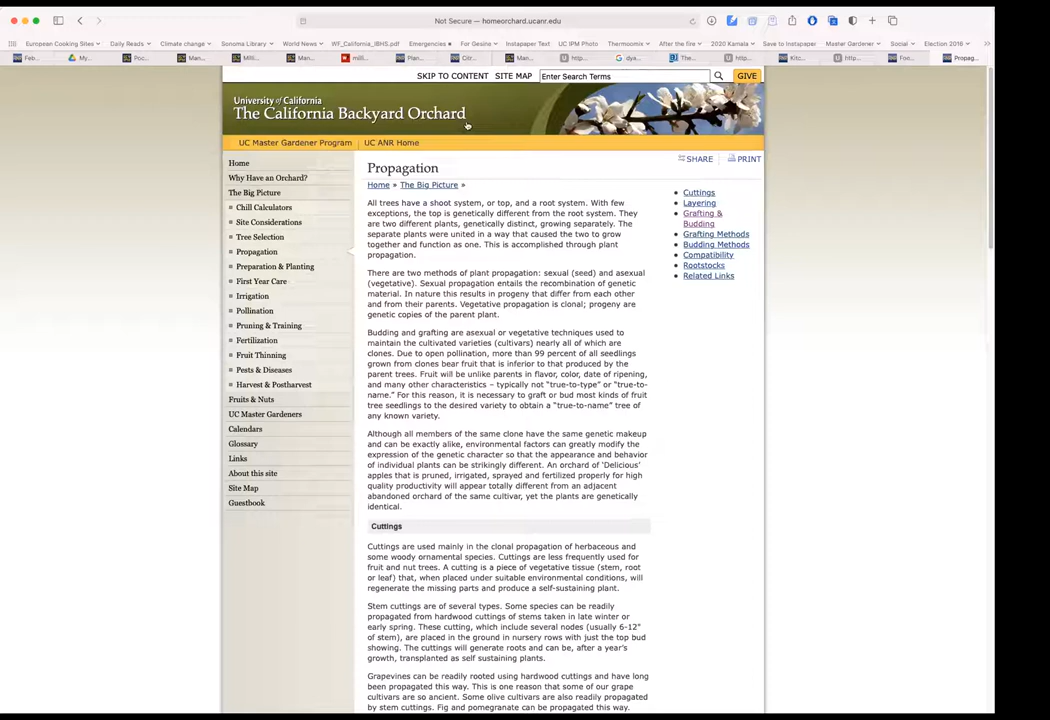 Not Secure — homeorchard.ucanr.edu
European Cooking Sites Daily Reads Climate change Sonoma Library World News WF_California_IBHS.pdf Emergencies For Gesine Instapaper Text UC IPM Photo Thermoomix After the fire 2020 Kamala Save to Instapaper Master Gardener Social Election 2016
Feb... My... Poc... Man... Milli... Man... milli... Plan... Citr... Man... http... dya... The... http... Kitc... http... Foo... Propag...
SKIP TO CONTENT SITE MAP Enter Search Terms GIVE
University of California
The California Backyard Orchard
UC Master Gardener Program UC ANR Home
SHARE PRINT
Home
Why Have an Orchard?
The Big Picture
Chill Calculators
Site Considerations
Tree Selection
Propagation
Preparation & Planting
First Year Care
Irrigation
Pollination
Pruning & Training
Fertilization
Fruit Thinning
Pests & Diseases
Harvest & Postharvest
Fruits & Nuts
UC Master Gardeners
Calendars
Glossary
Links
About this site
Site Map
Guestbook
Propagation
Home » The Big Picture »
All trees have a shoot system, or top, and a root system. With few
exceptions, the top is genetically different from the root system. They
are two different plants, genetically distinct, growing separately. The
separate plants were united in a way that caused the two to grow
together and function as one. This is accomplished through plant
propagation.
There are two methods of plant propagation: sexual (seed) and asexual
(vegetative). Sexual propagation entails the recombination of genetic
material. In nature this results in progeny that differ from each other
and from their parents. Vegetative propagation is clonal; progeny are
genetic copies of the parent plant.
Budding and grafting are asexual or vegetative techniques used to
maintain the cultivated varieties (cultivars) nearly all of which are
clones. Due to open pollination, more than 99 percent of all seedlings
grown from clones bear fruit that is inferior to that produced by the
parent trees. Fruit will be unlike parents in flavor, color, date of ripening,
and many other characteristics – typically not "true-to-type" or "true-to-
name." For this reason, it is necessary to graft or bud most kinds of fruit
tree seedlings to the desired variety to obtain a "true-to-name" tree of
any known variety.
Although all members of the same clone have the same genetic makeup
and can be exactly alike, environmental factors can greatly modify the
expression of the genetic character so that the appearance and behavior
of individual plants can be strikingly different. An orchard of 'Delicious'
apples that is pruned, irrigated, sprayed and fertilized properly for high
quality productivity will appear totally different from an adjacent
abandoned orchard of the same cultivar, yet the plants are genetically
identical.
Cuttings
Cuttings are used mainly in the clonal propagation of herbaceous and
some woody ornamental species. Cuttings are less frequently used for
fruit and nut trees. A cutting is a piece of vegetative tissue (stem, root
or leaf) that, when placed under suitable environmental conditions, will
regenerate the missing parts and produce a self-sustaining plant.
Stem cuttings are of several types. Some species can be readily
propagated from hardwood cuttings of stems taken in late winter or
early spring. These cutting, which include several nodes (usually 6-12"
of stem), are placed in the ground in nursery rows with just the top bud
showing. The cuttings will generate roots and can be, after a year's
growth, transplanted as self sustaining plants.
Grapevines can be readily rooted using hardwood cuttings and have long
been propagated this way. This is one reason that some of our grape
cultivars are so ancient. Some olive cultivars are also readily propagated
by stem cuttings. Fig and pomegranate can be propagated this way.
Cuttings
Layering
Grafting &
Budding
Grafting Methods
Budding Methods
Compatibility
Rootstocks
Related Links